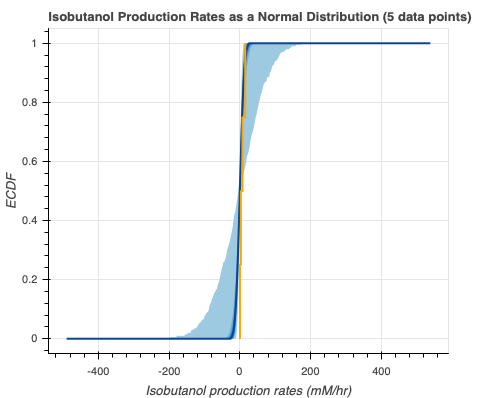 Isobutanol Production Rates as a Normal Distribution (5 data points)
1
0.8
0.6
0.4
0.2
0
ECDF
-400 -200 0 200 400
Isobutanol production rates (mM/hr)